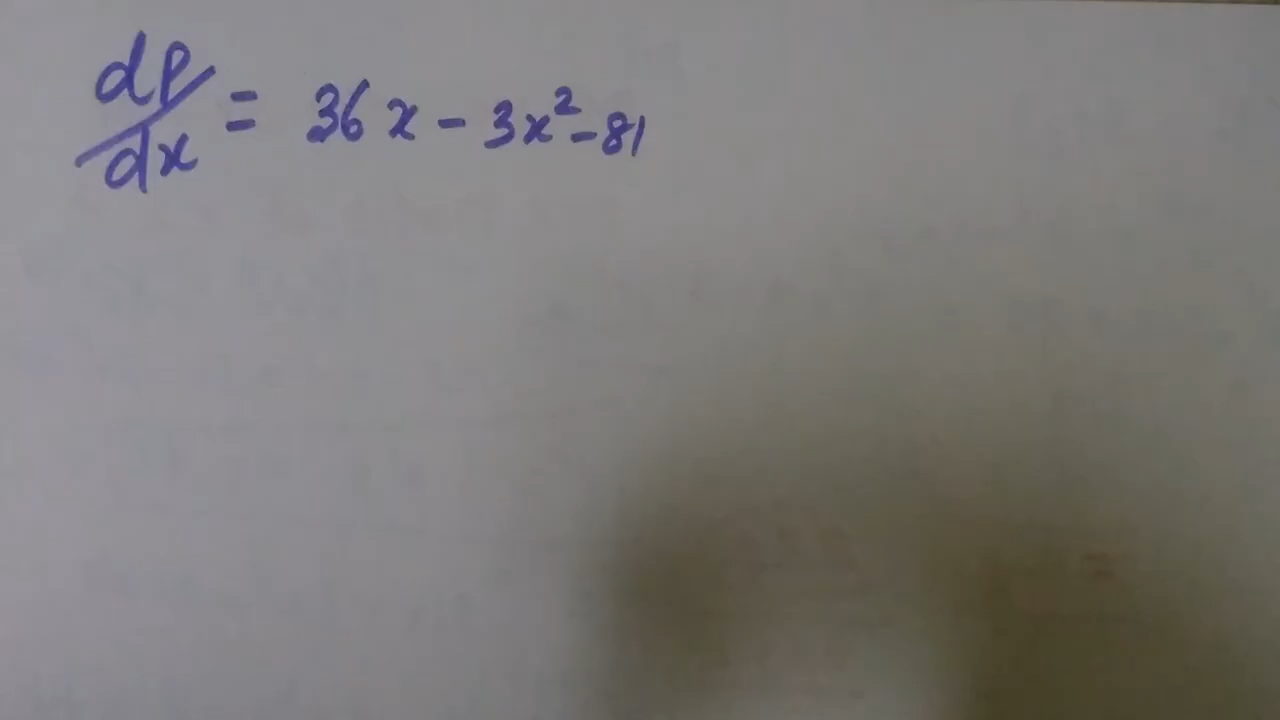 dP/dx = 36x - 3x² - 81